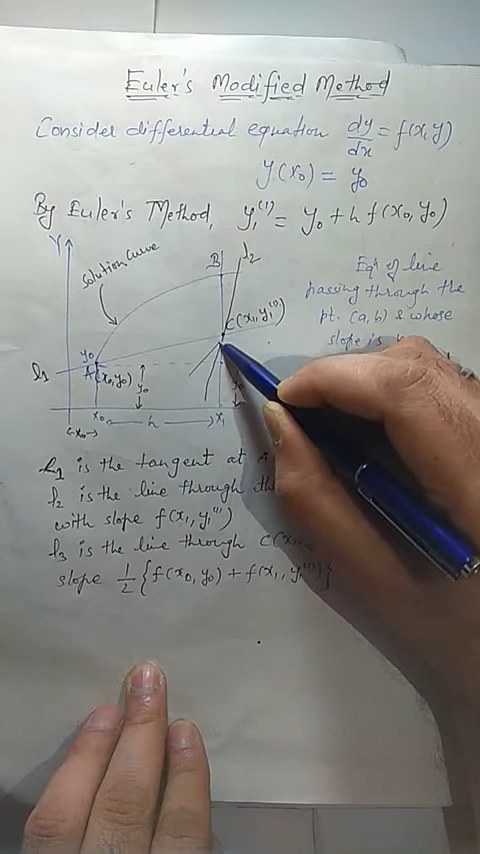 Euler's Modified Method
Consider differential equation dy/dx = f(x,y)
y(x₀) = y₀
By Euler's Method, y₁⁽¹⁾ = y₀ + h f(x₀, y₀)
Y
solution curve
B
l₂
C(x₁, y₁⁽¹⁾)
y₀
l₁
A (x₀, y₀)
y₀
y₀
x₀
h
x₁
x₀
Eqⁿ of line
passing through the
pt. (a, b) & whose
slope is
l₁ is the tangent at A
l₂ is the line through
with slope f(x₁, y₁⁽¹⁾)
l₃ is the line through C(x₁,
slope 1/2 {f(x₀, y₀) + f(x₁, y₁⁽¹⁾)}